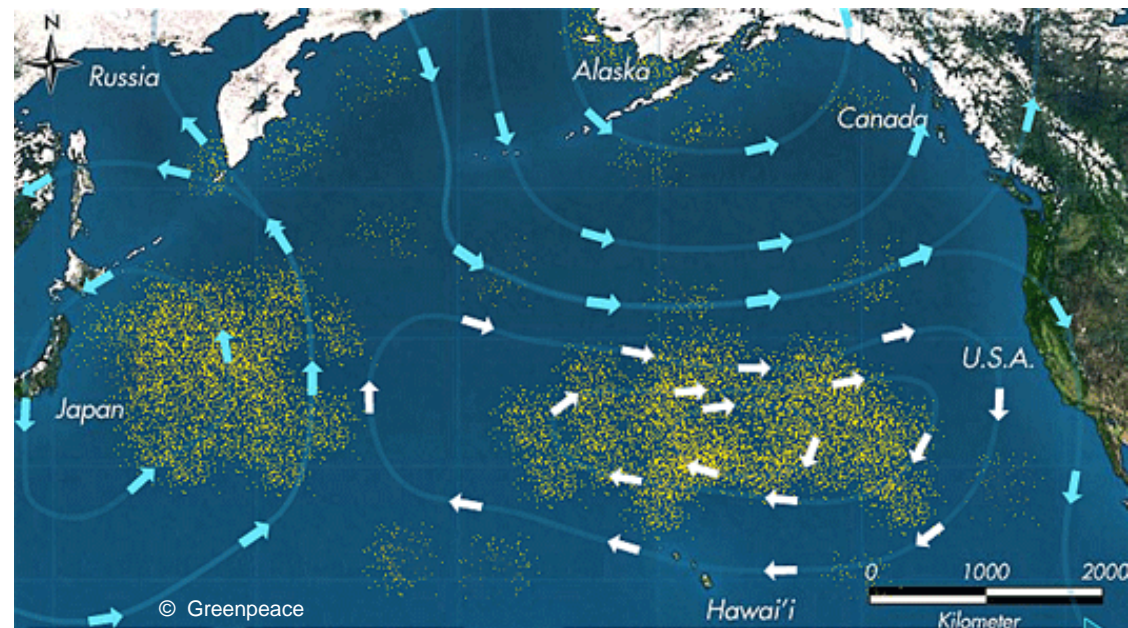 N
Russia
Alaska
Canada
U.S.A.
Japan
0 1000 2000
Hawai'i
Kilometer
© Greenpeace